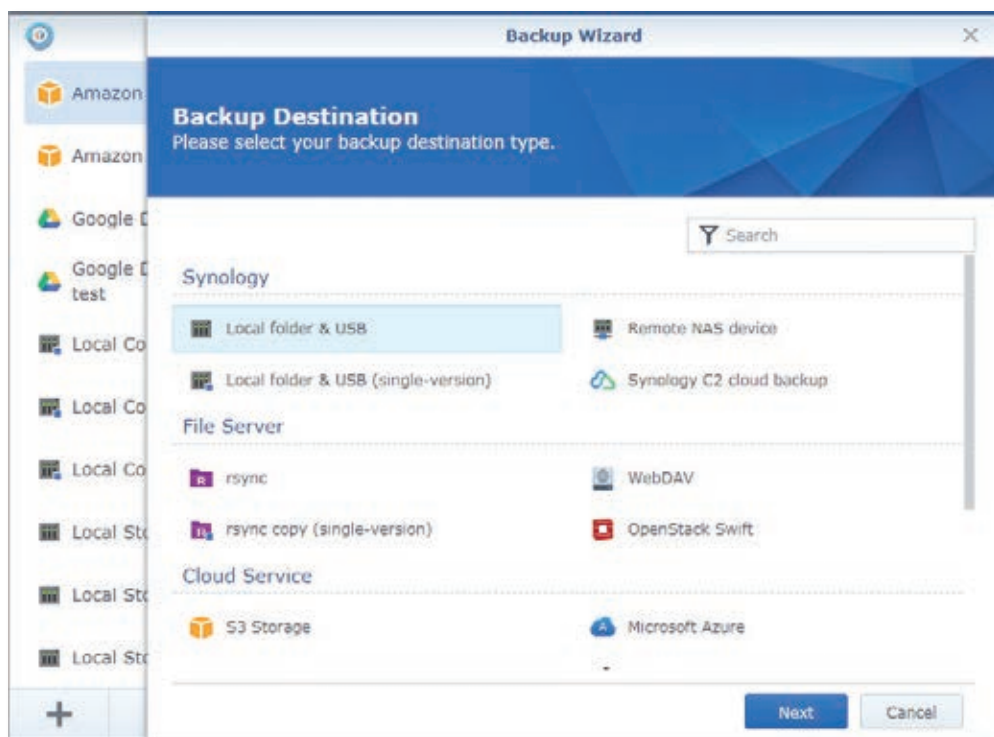 Backup Wizard
Amazon
Amazon
Google D
Google D
test
Local Co
Local Co
Local Co
Local Sto
Local Sto
Local Sto
Backup Destination
Please select your backup destination type.
Search
Synology
Local folder & USB
Remote NAS device
Local folder & USB (single-version)
Synology C2 cloud backup
File Server
rsync
WebDAV
rsync copy (single-version)
OpenStack Swift
Cloud Service
S3 Storage
Microsoft Azure
Next
Cancel